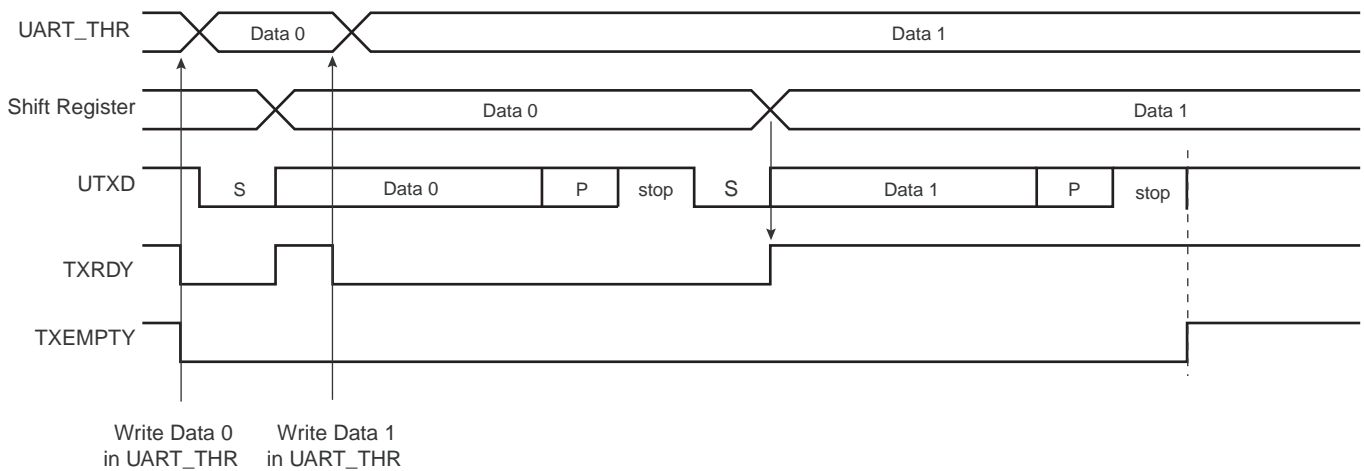 UART_THR Data 0 Data 1
Shift Register Data 0 Data 1
UTXD S Data 0 P stop S Data 1 P stop
TXRDY
TXEMPTY
Write Data 0 Write Data 1
in UART_THR in UART_THR